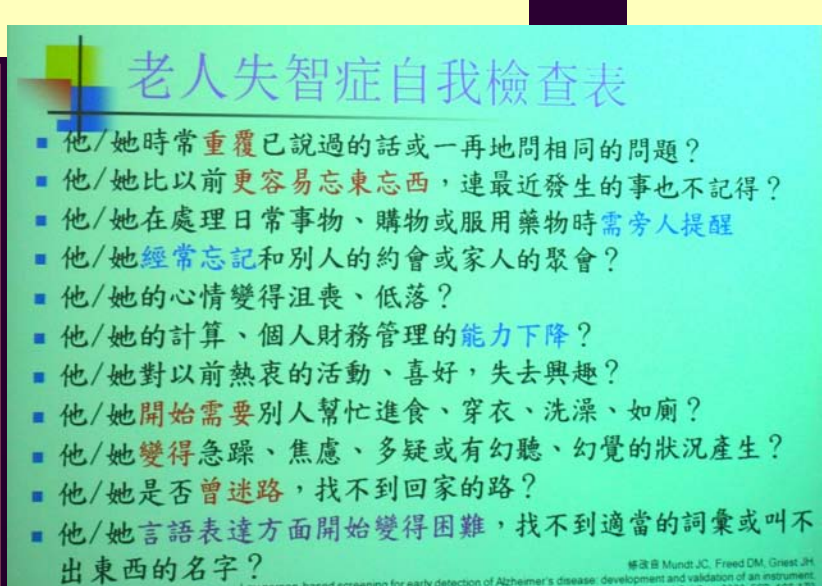 老人失智症自我檢查表
他/她時常重覆已說過的話或一再地問相同的問題?
他/她比以前更容易忘東忘西,連最近發生的事也不記得?
他/她在處理日常事物、購物或服用藥物時需旁人提醒
他/她經常忘記和別人的約會或家人的聚會?
他/她的心情變得沮喪、低落?
他/她的計算、個人財務管理的能力下降?
他/她對以前熱衷的活動、喜好,失去興趣?
他/她開始需要別人幫忙進食、穿衣、洗澡、如廁?
他/她變得急躁、焦慮、多疑或有幻聽、幻覺的狀況產生?
他/她是否曾迷路,找不到回家的路?
他/她言語表達方面開始變得困難,找不到適當的詞彙或叫不
出東西的名字?
修改自 Mundt JC, Freed DM, Griest JH.
based screening for early detection of Alzheimer's disease: development and validation of an instrument.